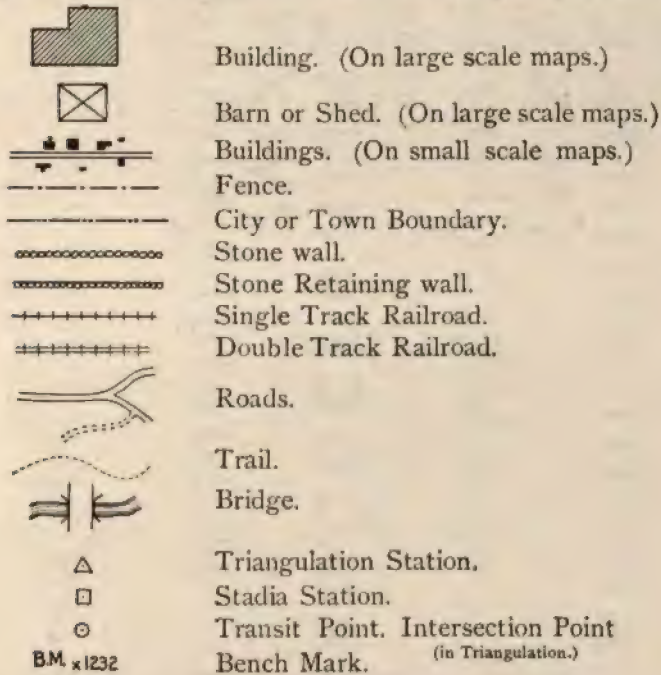 Building. (On large scale maps.)
Barn or Shed. (On large scale maps.)
Buildings. (On small scale maps.)
Fence.
City or Town Boundary.
Stone wall.
Stone Retaining wall.
Single Track Railroad.
Double Track Railroad.
Roads.
Trail.
Bridge.
Triangulation Station.
Stadia Station.
Transit Point. Intersection Point
(in Triangulation.)
B.M. x 1232 Bench Mark.